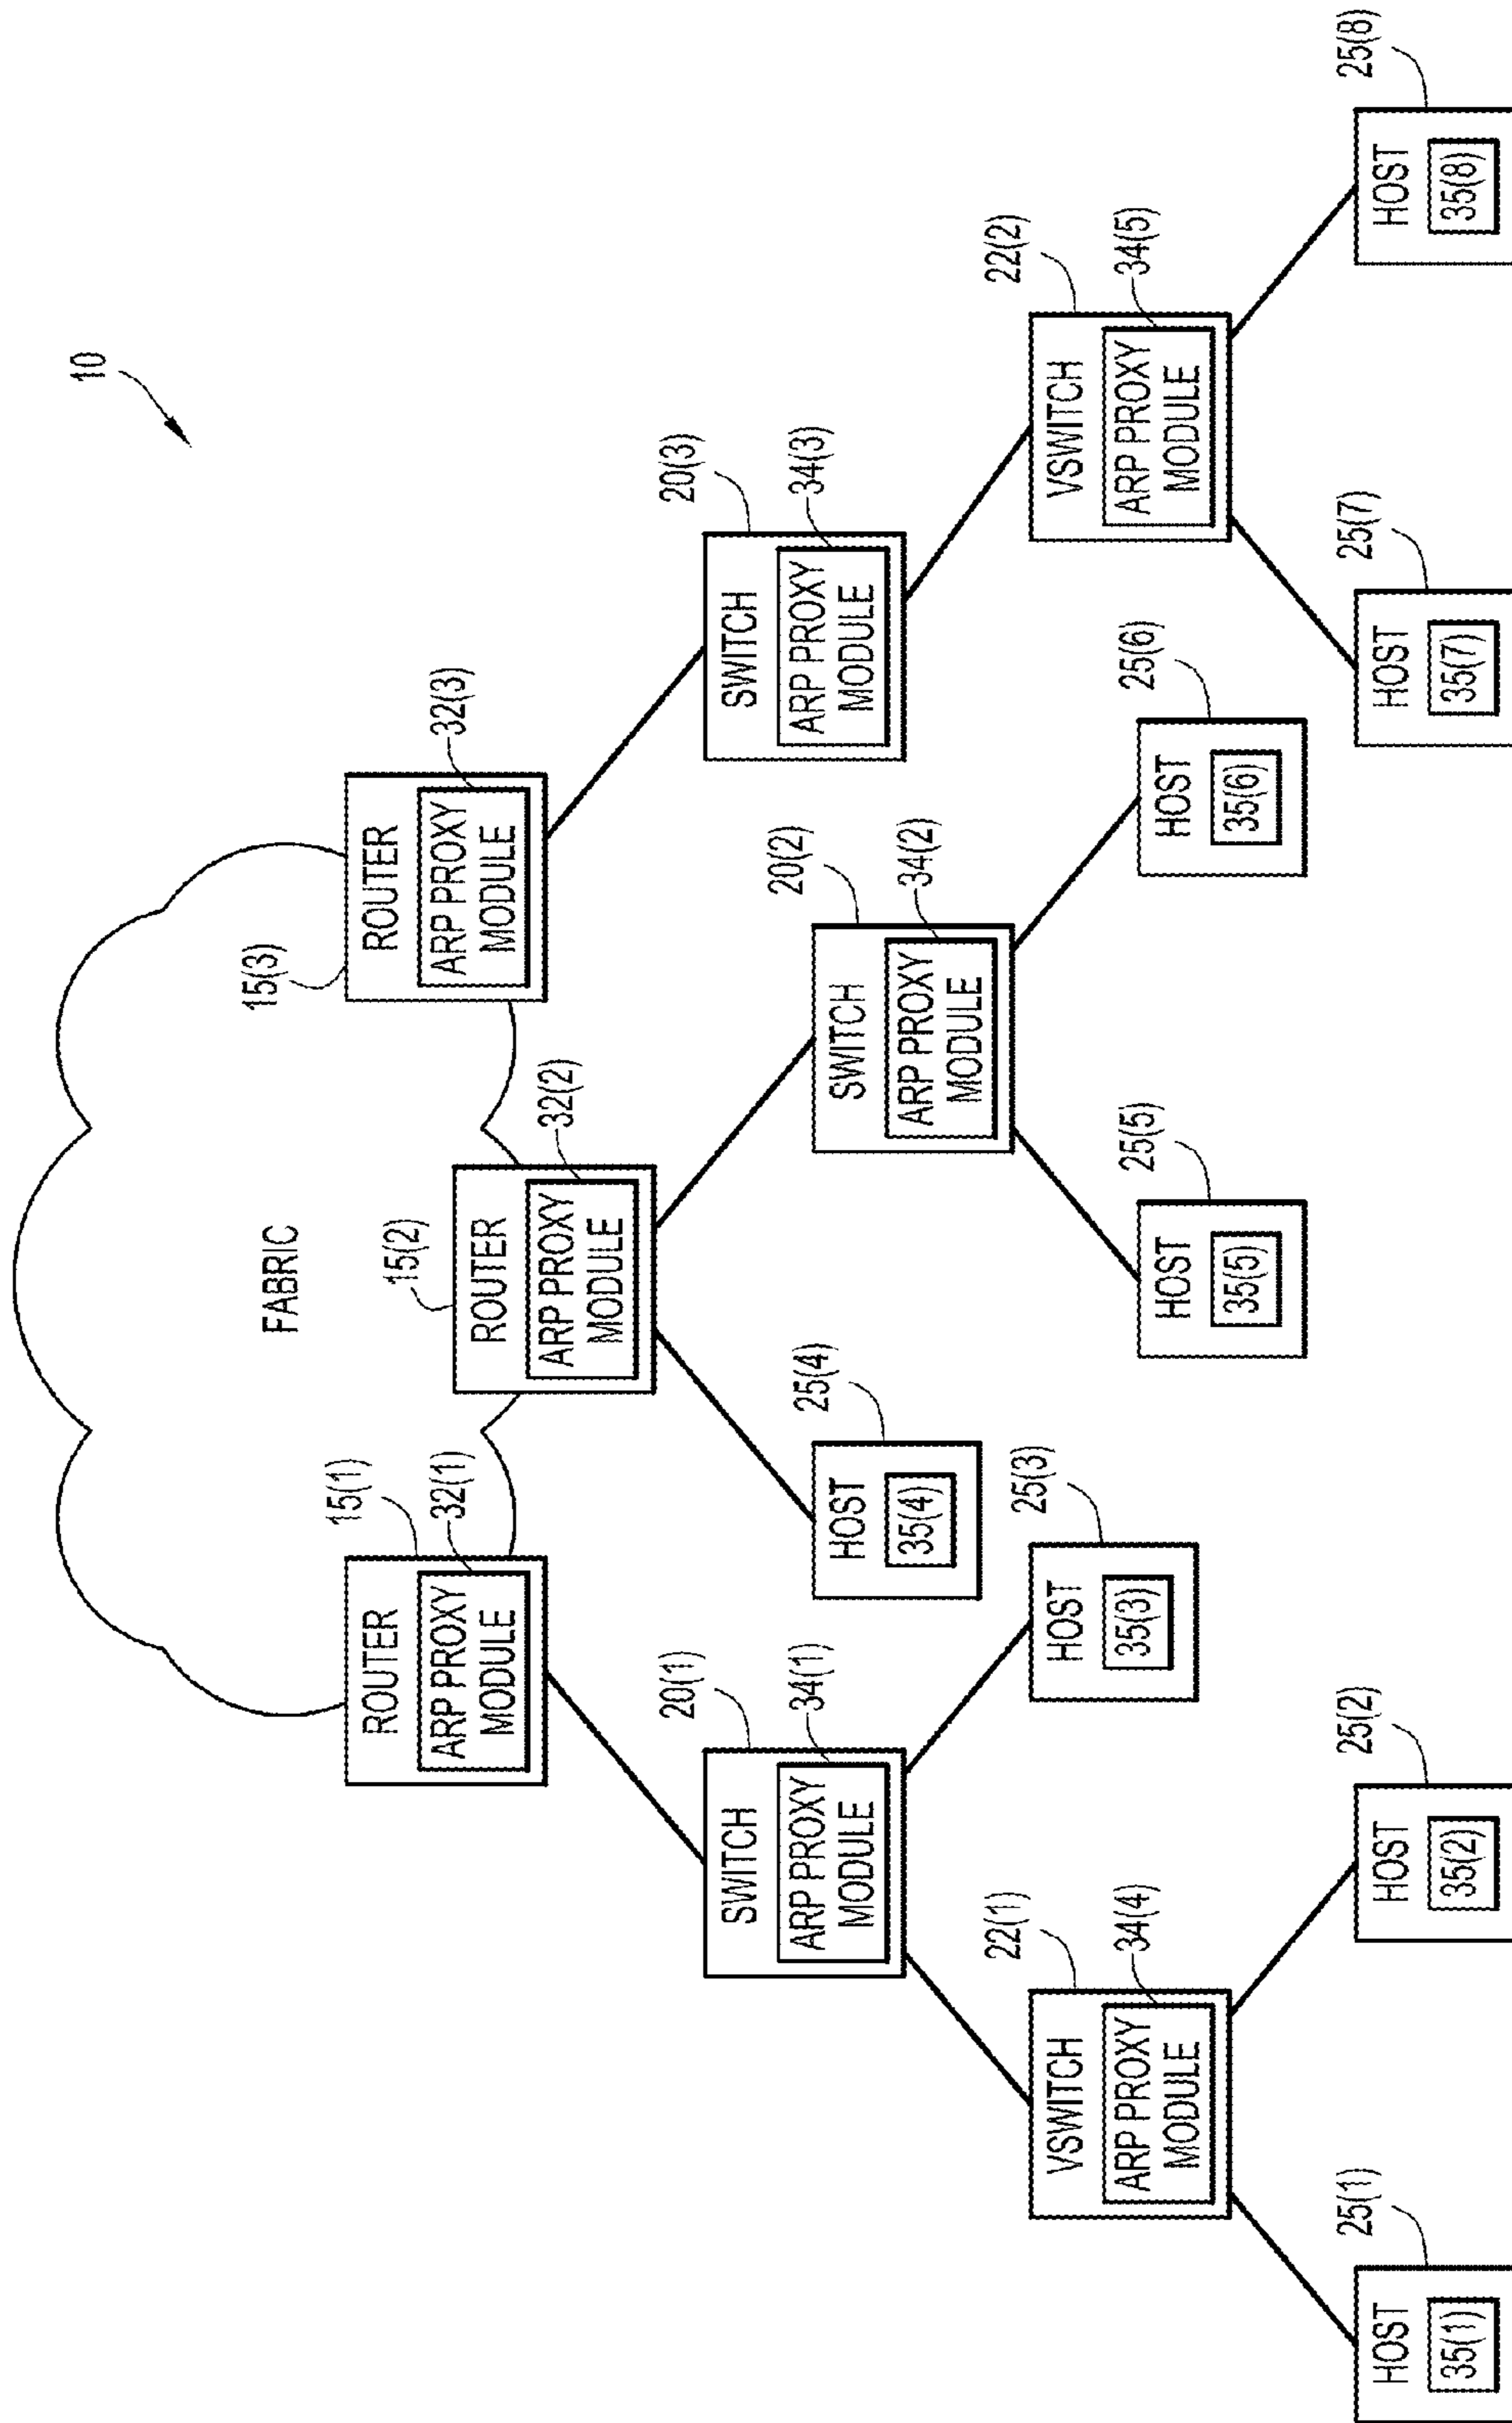 10
FABRIC
15(1)
32(1)
ROUTER
ARP PROXY
MODULE
15(2)
32(2)
ROUTER
ARP PROXY
MODULE
15(3)
32(3)
ROUTER
ARP PROXY
MODULE
20(1)
34(1)
SWITCH
ARP PROXY
MODULE
25(4)
HOST
35(4)
20(2)
34(2)
SWITCH
ARP PROXY
MODULE
20(3)
34(3)
SWITCH
ARP PROXY
MODULE
22(1)
34(4)
VSWITCH
ARP PROXY
MODULE
25(3)
HOST
35(3)
25(5)
HOST
35(5)
25(6)
HOST
35(6)
22(2)
34(5)
VSWITCH
ARP PROXY
MODULE
25(1)
HOST
35(1)
25(2)
HOST
35(2)
25(7)
HOST
35(7)
25(8)
HOST
35(8)